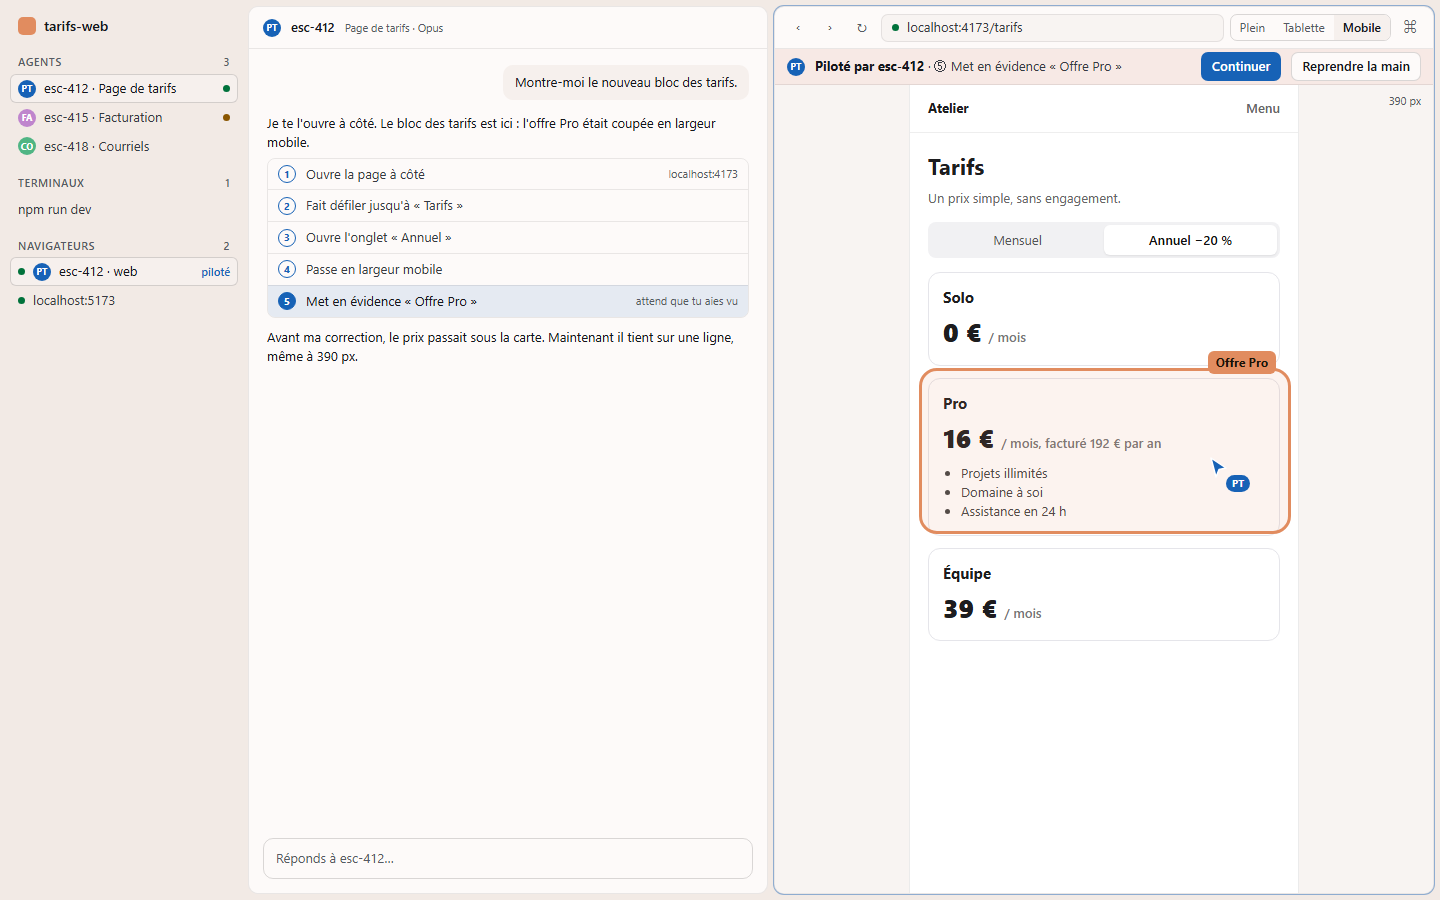 tarifs-web
AGENTS 3
PT esc-412 · Page de tarifs
FA esc-415 · Facturation
CO esc-418 · Courriels
TERMINAUX 1
npm run dev
NAVIGATEURS 2
PT esc-412 · web piloté
localhost:5173
PT esc-412 Page de tarifs · Opus
Montre-moi le nouveau bloc des tarifs.
Je te l'ouvre à côté. Le bloc des tarifs est ici : l'offre Pro était coupée en largeur
mobile.
1 Ouvre la page à côté localhost:4173
2 Fait défiler jusqu'à « Tarifs »
3 Ouvre l'onglet « Annuel »
4 Passe en largeur mobile
5 Met en évidence « Offre Pro » attend que tu aies vu
Avant ma correction, le prix passait sous la carte. Maintenant il tient sur une ligne,
même à 390 px.
Réponds à esc-412…
localhost:4173/tarifs Plein Tablette Mobile
PT Piloté par esc-412 · ⑤ Met en évidence « Offre Pro » Continuer Reprendre la main
390 px
Atelier Menu
Tarifs
Un prix simple, sans engagement.
Mensuel Annuel −20 %
Solo
0 € / mois
Offre Pro
Pro
16 € / mois, facturé 192 € par an
• Projets illimités
• Domaine à soi
• Assistance en 24 h
PT
Équipe
39 € / mois